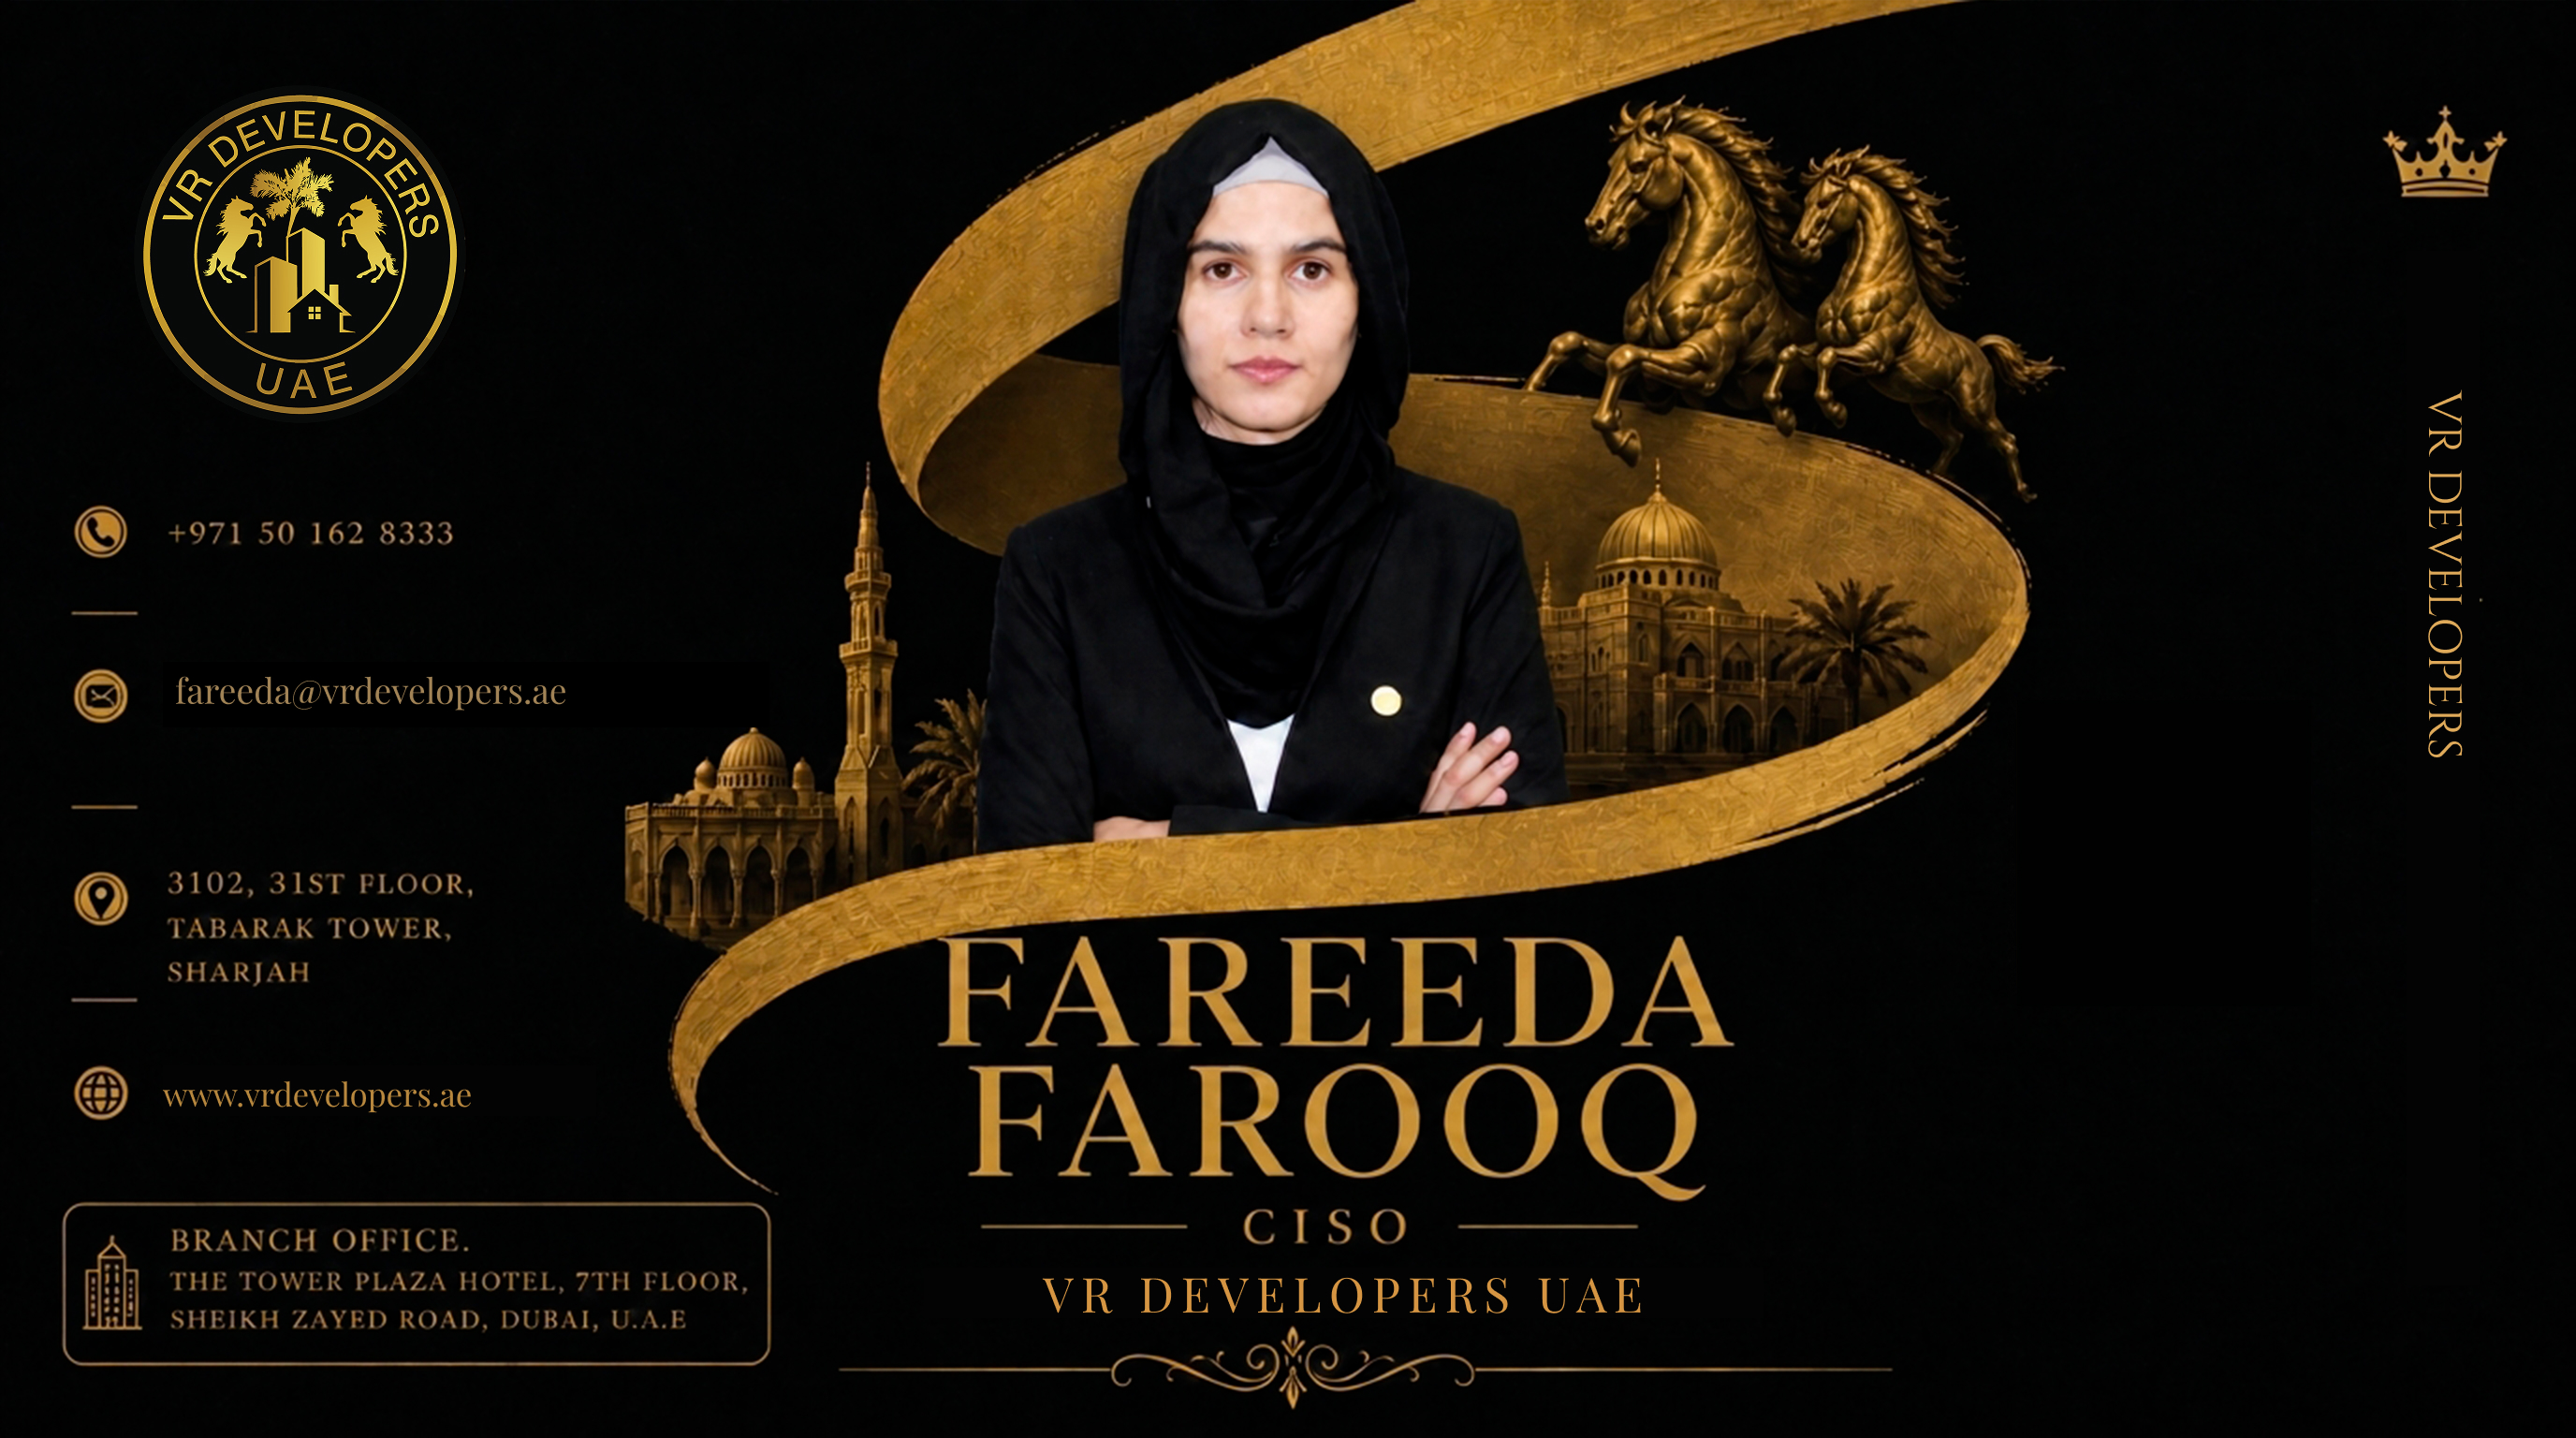 VR DEVELOPERS
UAE
+971 50 162 8333
fareeda@vrdevelopers.ae
3102, 31ST FLOOR,
TABARAK TOWER,
SHARJAH
www.vrdevelopers.ae
BRANCH OFFICE.
THE TOWER PLAZA HOTEL, 7TH FLOOR,
SHEIKH ZAYED ROAD, DUBAI, U.A.E
FAREEDA
FAROOQ
CISO
VR DEVELOPERS UAE
VR DEVELOPERS